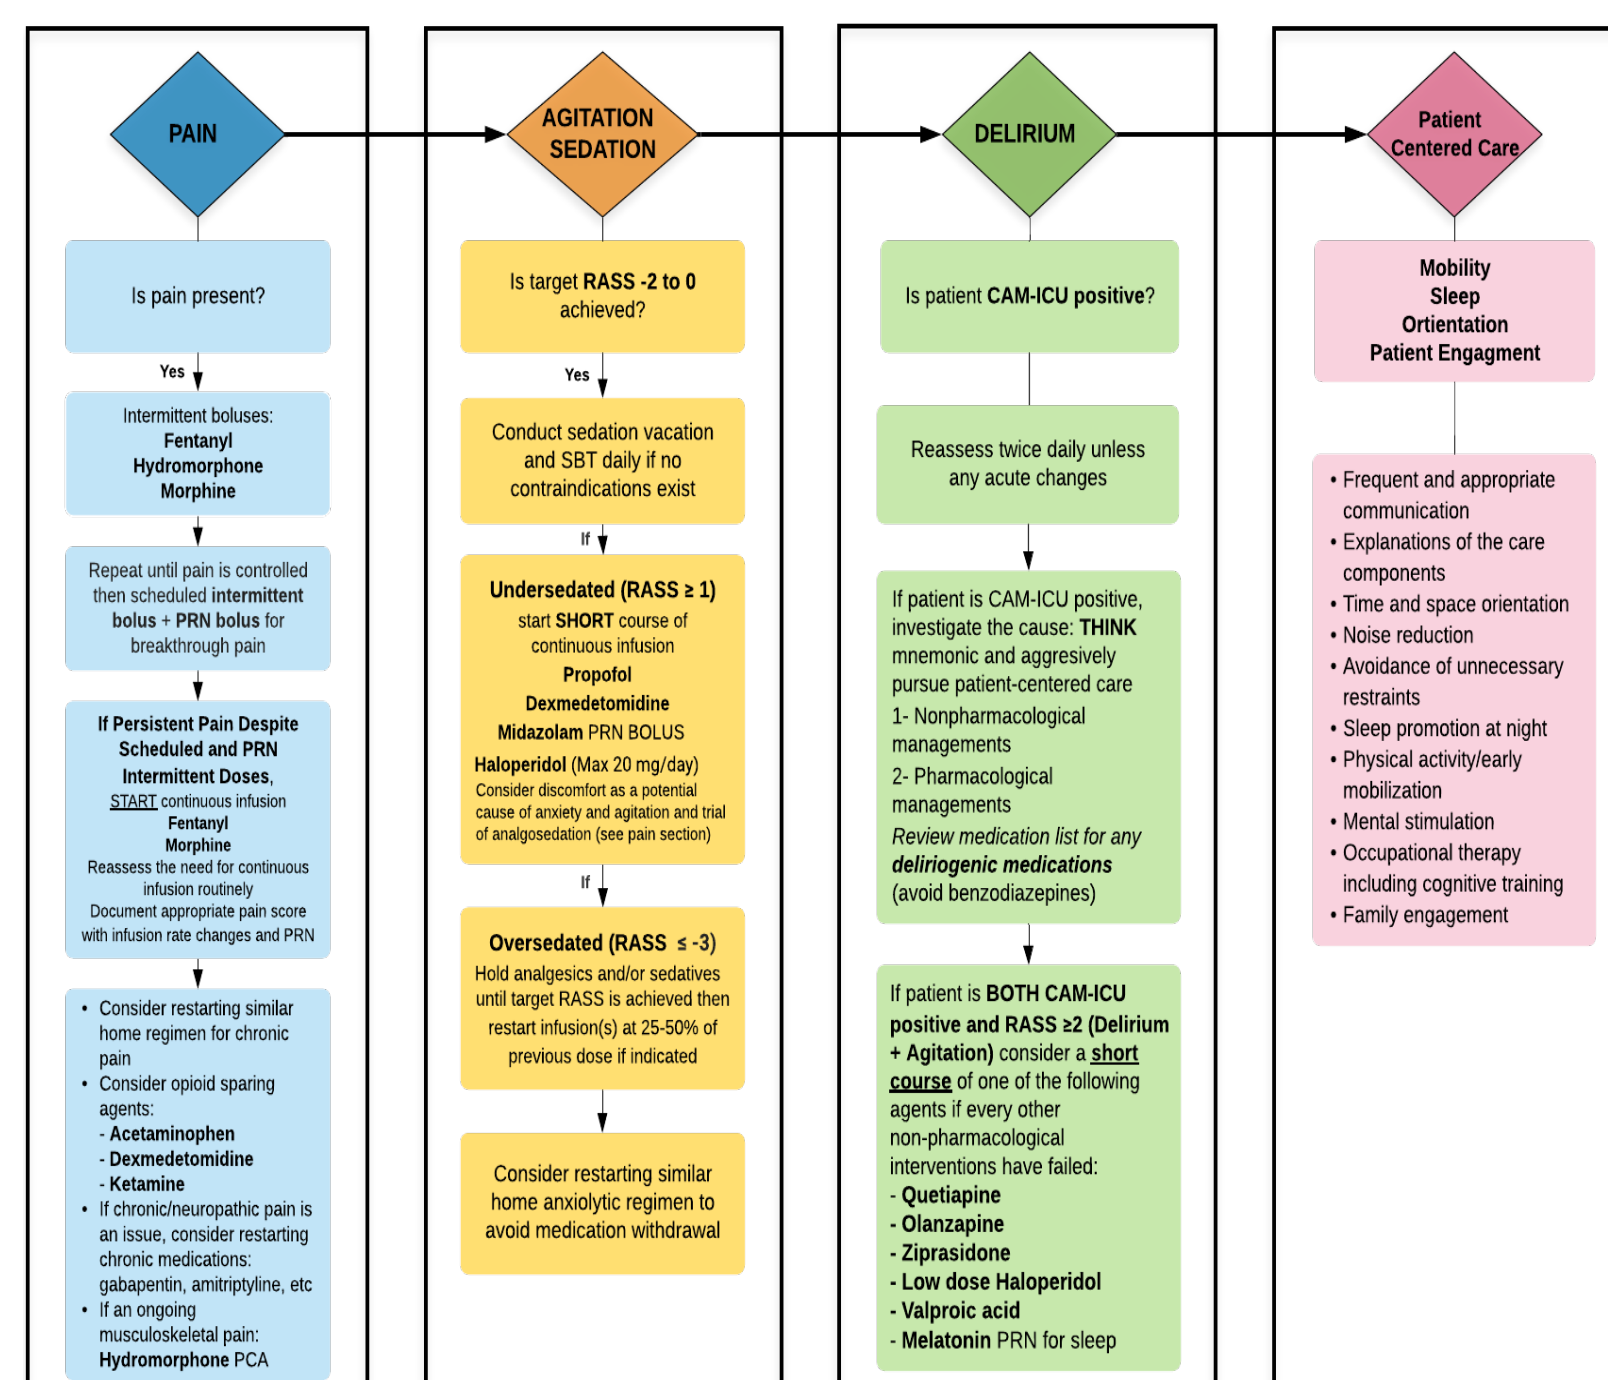 PAIN
Is pain present?
Yes
Intermittent boluses:
Fentanyl
Hydromorphone
Morphine
Repeat until pain is controlled
then scheduled intermittent
bolus + PRN bolus for
breakthrough pain
If Persistent Pain Despite
Scheduled and PRN
Intermittent Doses,
START continuous infusion
Fentanyl
Morphine
Reassess the need for continuous
infusion routinely
Document appropriate pain score
with infusion rate changes and PRN
• Consider restarting similar
home regimen for chronic
pain
• Consider opioid sparing
agents:
- Acetaminophen
- Dexmedetomidine
- Ketamine
• If chronic/neuropathic pain is
an issue, consider restarting
chronic medications:
gabapentin, amitriptyline, etc
• If an ongoing
musculoskeletal pain:
Hydromorphone PCA
AGITATION
SEDATION
Is target RASS -2 to 0
achieved?
Yes
Conduct sedation vacation
and SBT daily if no
contraindications exist
If
Undersedated (RASS ≥ 1)
start SHORT course of
continuous infusion
Propofol
Dexmedetomidine
Midazolam PRN BOLUS
Haloperidol (Max 20 mg/day)
Consider discomfort as a potential
cause of anxiety and agitation and trial
of analgosedation (see pain section)
If
Oversedated (RASS ≤ -3)
Hold analgesics and/or sedatives
until target RASS is achieved then
restart infusion(s) at 25-50% of
previous dose if indicated
Consider restarting similar
home anxiolytic regimen to
avoid medication withdrawal
DELIRIUM
Is patient CAM-ICU positive?
Reassess twice daily unless
any acute changes
If patient is CAM-ICU positive,
investigate the cause: THINK
mnemonic and aggresively
pursue patient-centered care
1- Nonpharmacological
managements
2- Pharmacological
managements
Review medication list for any
deliriogenic medications
(avoid benzodiazepines)
If patient is BOTH CAM-ICU
positive and RASS ≥2 (Delirium
+ Agitation) consider a short
course of one of the following
agents if every other
non-pharmacological
interventions have failed:
- Quetiapine
- Olanzapine
- Ziprasidone
- Low dose Haloperidol
- Valproic acid
- Melatonin PRN for sleep
Patient
Centered Care
Mobility
Sleep
Ortientation
Patient Engagment
• Frequent and appropriate
communication
• Explanations of the care
components
• Time and space orientation
• Noise reduction
• Avoidance of unnecessary
restraints
• Sleep promotion at night
• Physical activity/early
mobilization
• Mental stimulation
• Occupational therapy
including cognitive training
• Family engagement